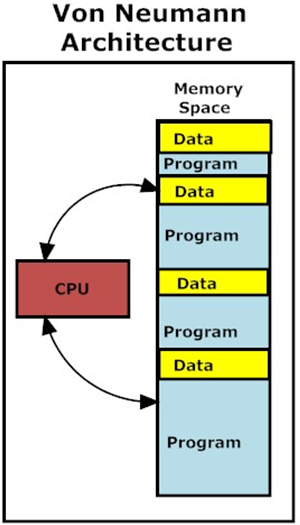 Von Neumann
Architecture
Memory
Space
Data
Program
Data
Program
CPU
Data
Program
Data
Program